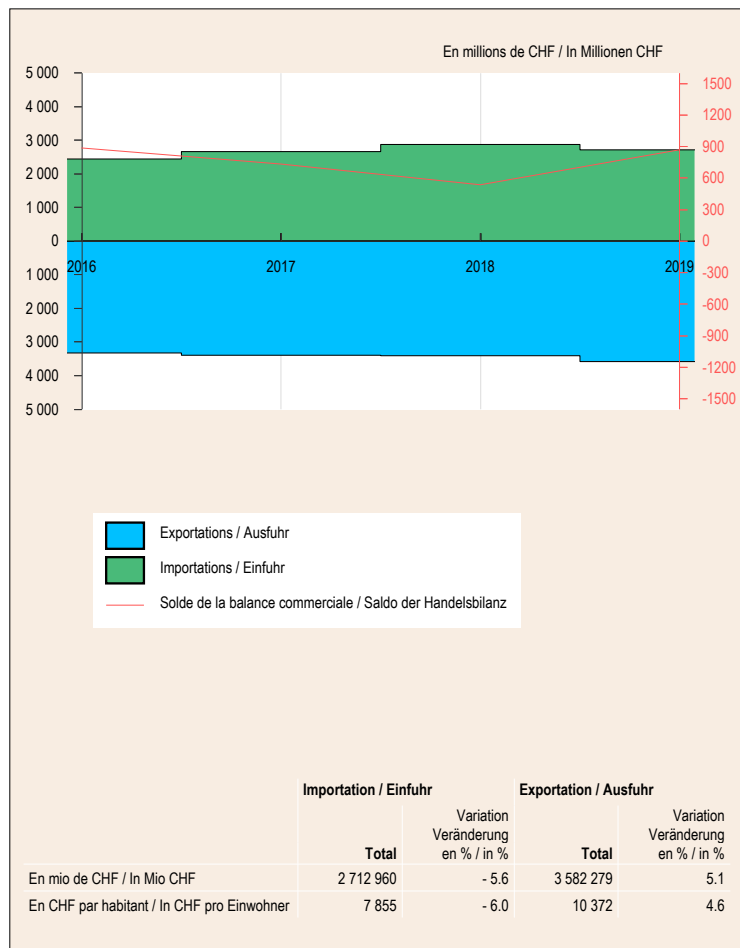 En millions de CHF / In Millionen CHF
5 000
4 000
3 000
2 000
1 000
0
1 000
2 000
3 000
4 000
5 000
1500
1200
900
600
300
0
-300
-600
-900
-1200
-1500
2016 2017 2018 2019
Exportations / Ausfuhr
Importations / Einfuhr
Solde de la balance commerciale / Saldo der Handelsbilanz
Importation / Einfuhr Exportation / Ausfuhr
Variation Variation
Veränderung Veränderung
Total en % / in % Total en % / in %
En mio de CHF / In Mio CHF 2 712 960 - 5.6 3 582 279 5.1
En CHF par habitant / In CHF pro Einwohner 7 855 - 6.0 10 372 4.6